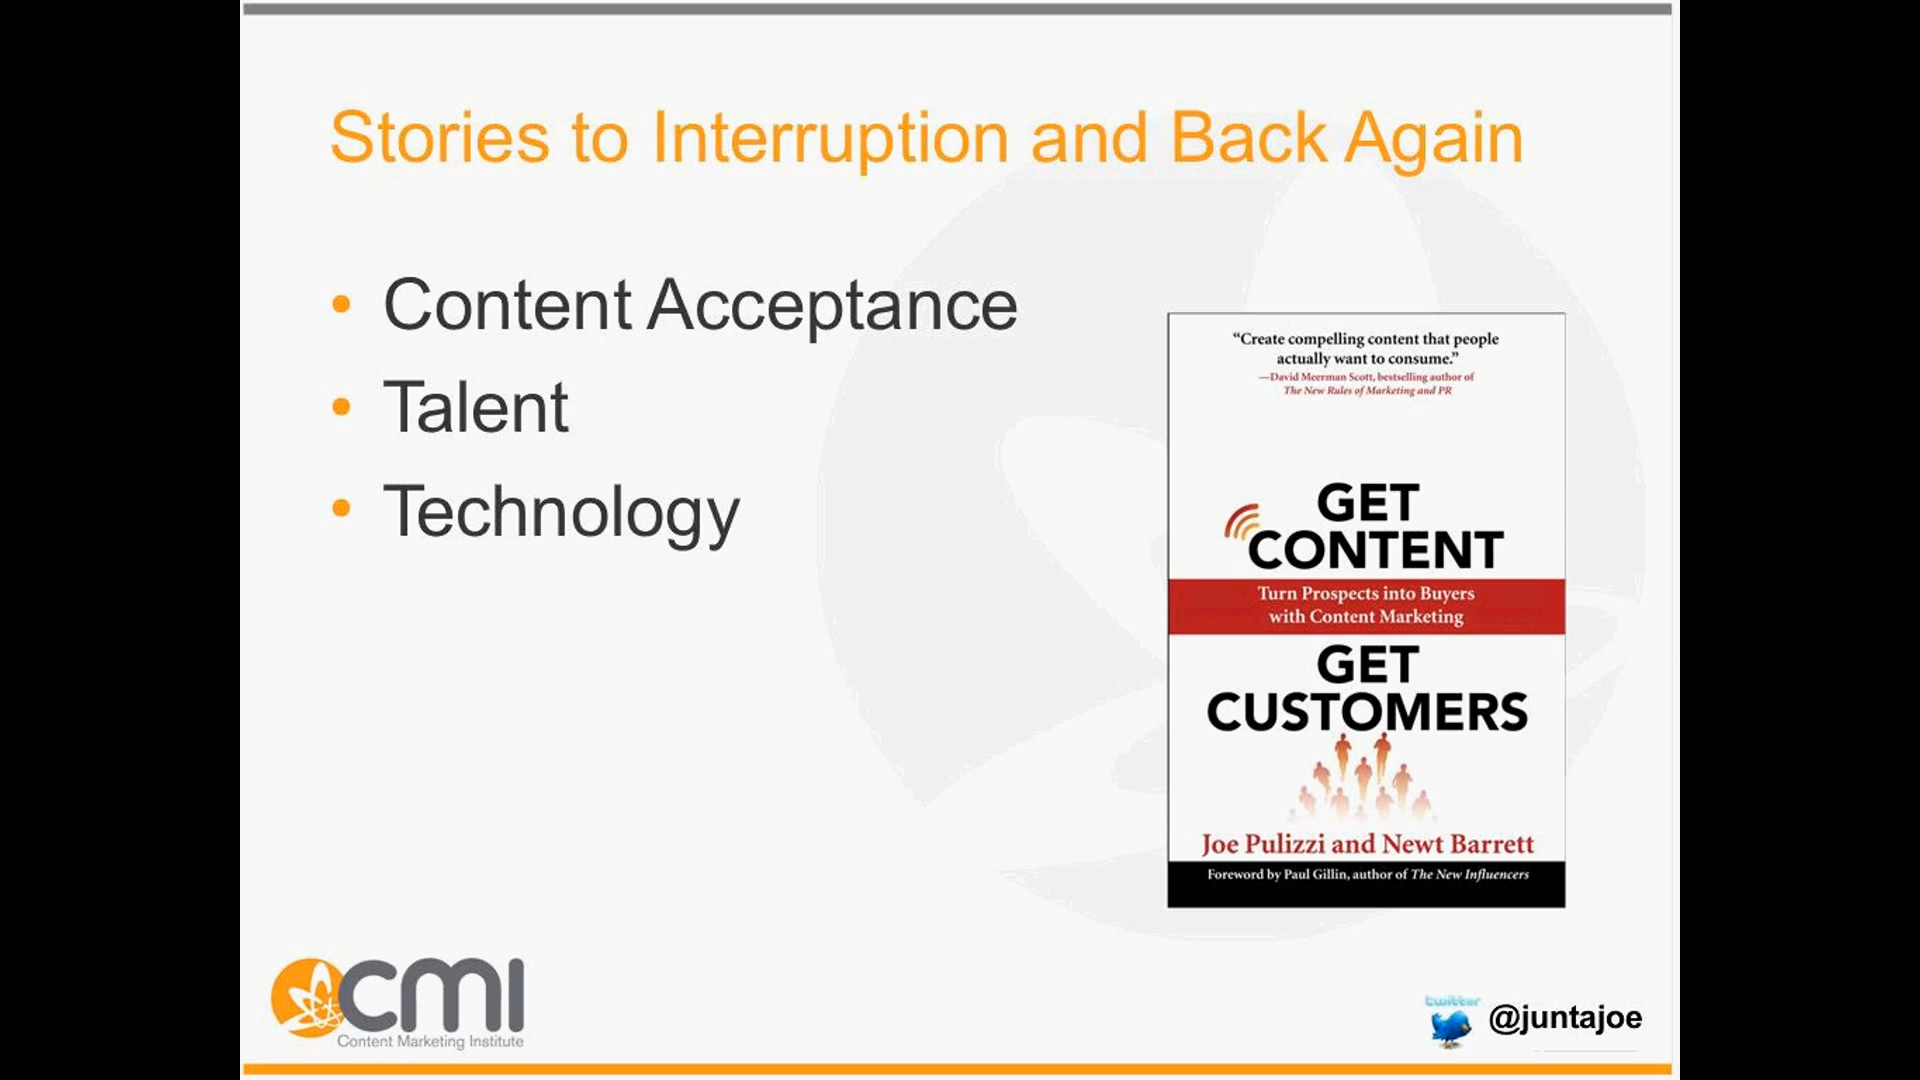 Stories to Interruption and Back Again
• Content Acceptance
• Talent
• Technology
“Create compelling content that people
actually want to consume.”
—David Meerman Scott, bestselling author of
The New Rules of Marketing and PR
GET
CONTENT
Turn Prospects into Buyers
with Content Marketing
GET
CUSTOMERS
Joe Pulizzi and Newt Barrett
Foreword by Paul Gillin, author of The New Influencers
cmi
Content Marketing Institute
twitter
@juntajoe